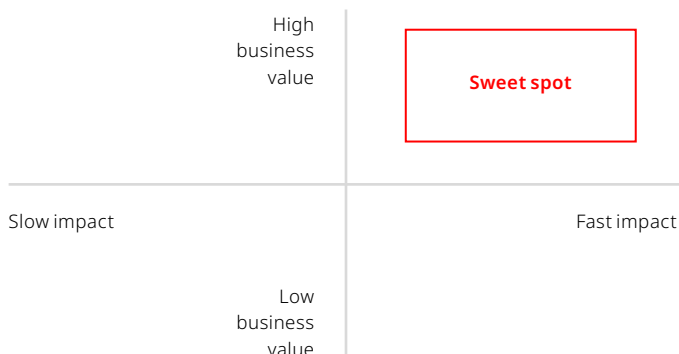 High
business
value
Sweet spot
Slow impact
Fast impact
Low
business
value